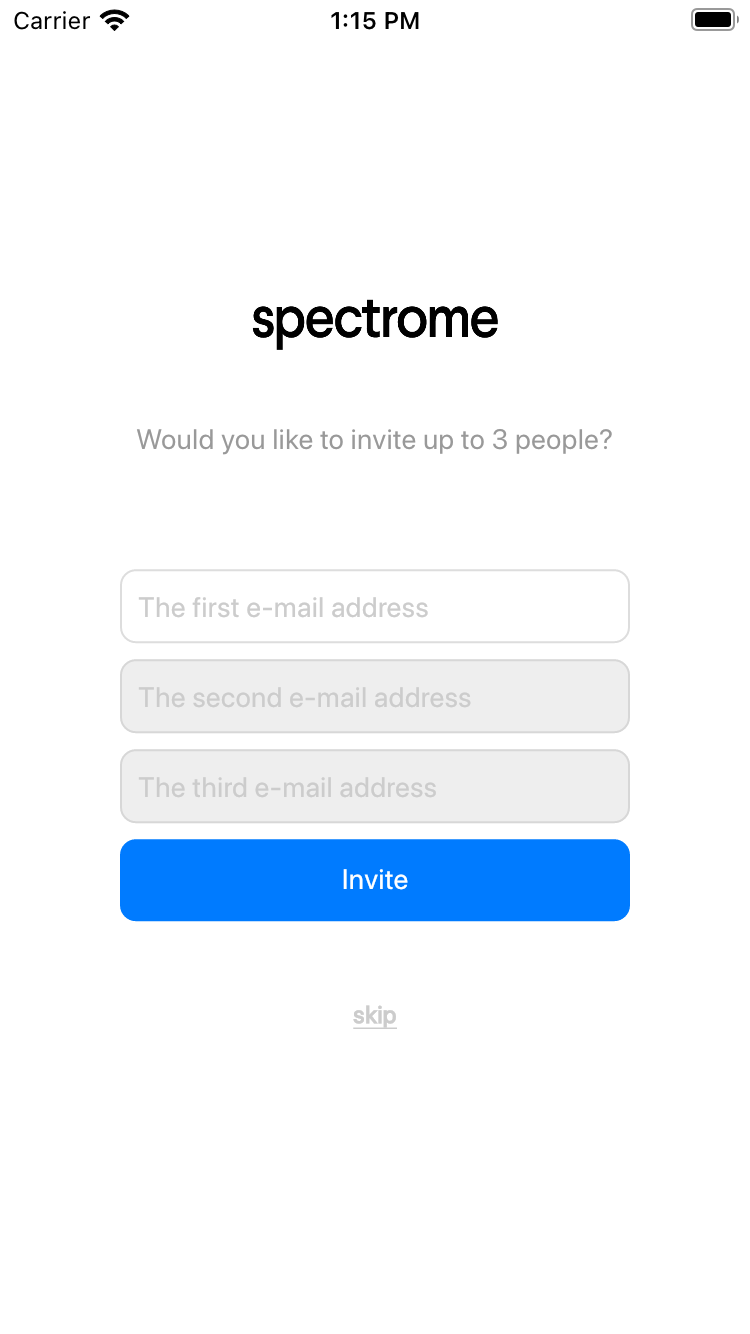 Carrier 1:15 PM
spectrome
Would you like to invite up to 3 people?
The first e-mail address
The second e-mail address
The third e-mail address
Invite
skip